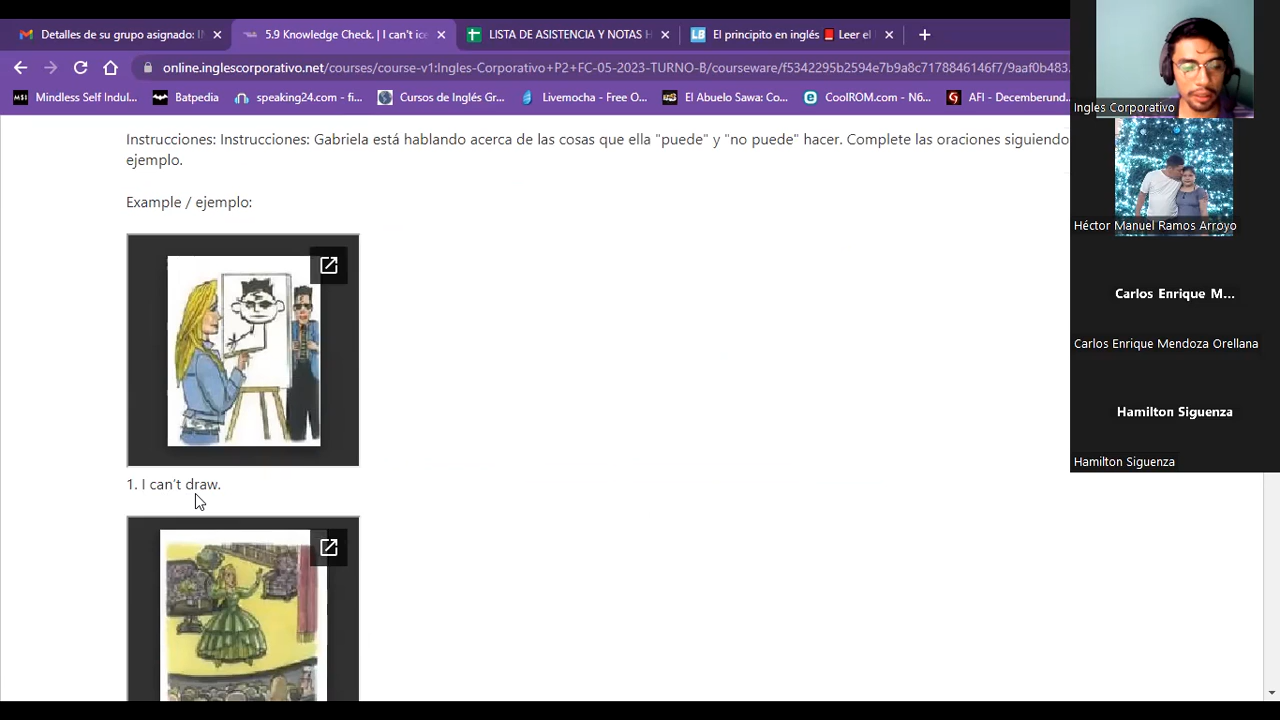 Detalles de su grupo asignado: I
5.9 Knowledge Check. | I can't ice
LISTA DE ASISTENCIA Y NOTAS H
El principito en inglés 📕 Leer el
online.inglescorporativo.net/courses/course-v1:Ingles-Corporativo+P2+FC-05-2023-TURNO-B/courseware/f5342295b2594e7b9a8c7178846146f7/9aaf0b483.
Mindless Self Indul...
Batpedia
speaking24.com - fi...
Cursos de Inglés Gr...
Livemocha - Free O...
El Abuelo Sawa: Co...
CoolROM.com - N6...
AFI - Decemberund...
Instrucciones: Instrucciones: Gabriela está hablando acerca de las cosas que ella "puede" y "no puede" hacer. Complete las oraciones siguiendo
ejemplo.
Example / ejemplo:
1. I can't draw.
Ingles Corporativo
Héctor Manuel Ramos Arroyo
Carlos Enrique M...
Carlos Enrique Mendoza Orellana
Hamilton Siguenza
Hamilton Siguenza